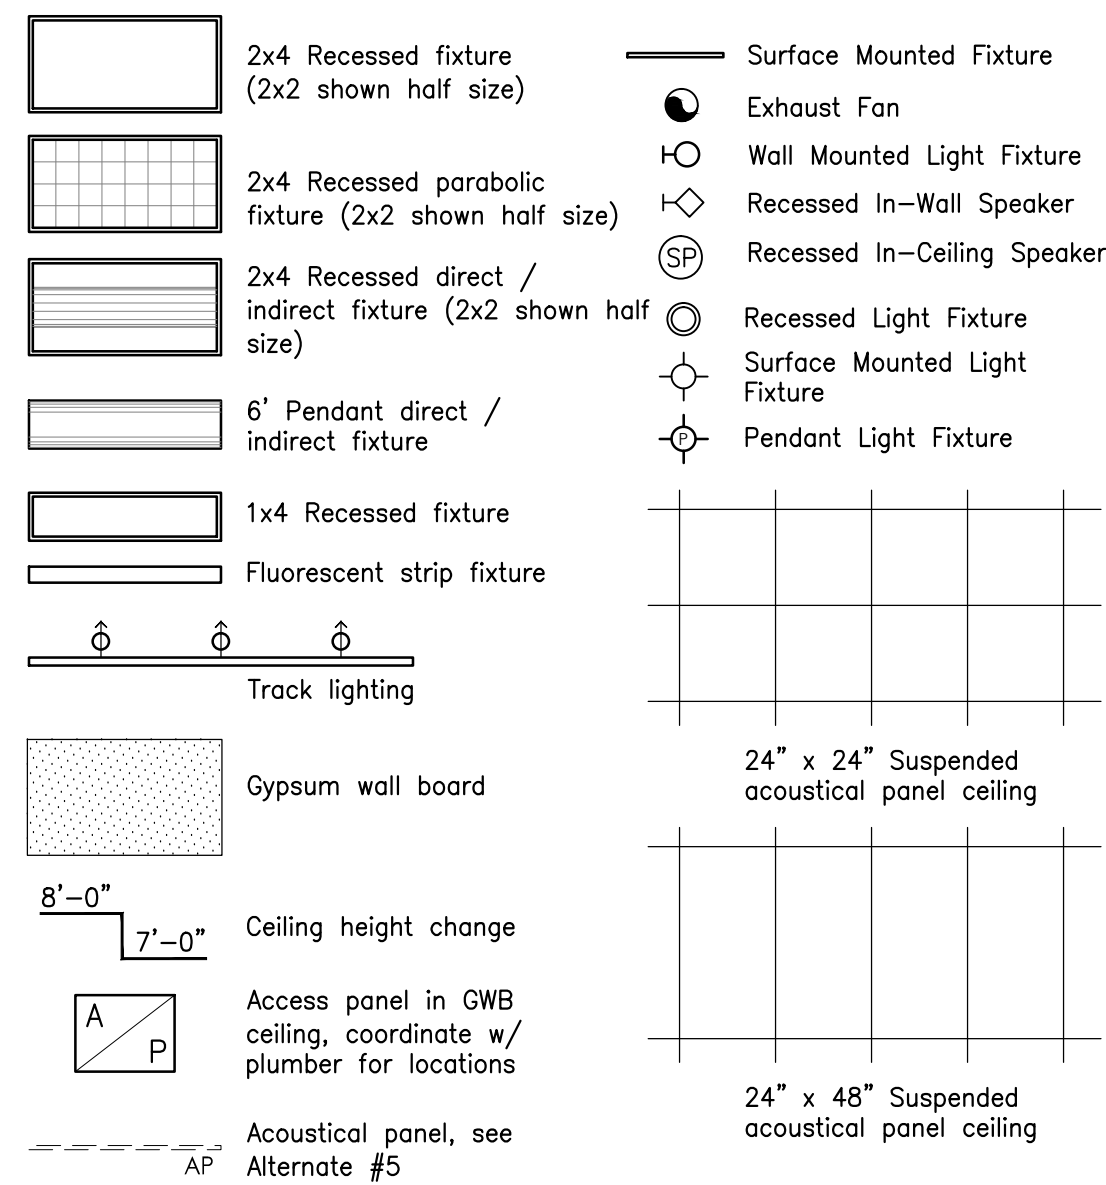 2x4 Recessed fixture
(2x2 shown half size)
2x4 Recessed parabolic
fixture (2x2 shown half size)
2x4 Recessed direct /
indirect fixture (2x2 shown half
size)
6' Pendant direct /
indirect fixture
1x4 Recessed fixture
Fluorescent strip fixture
Track lighting
Gypsum wall board
8'-0"
7'-0"
Ceiling height change
A
P
Access panel in GWB
ceiling, coordinate w/
plumber for locations
AP
Acoustical panel, see
Alternate #5
Surface Mounted Fixture
Exhaust Fan
Wall Mounted Light Fixture
Recessed In-Wall Speaker
SP
Recessed In-Ceiling Speaker
Recessed Light Fixture
Surface Mounted Light
Fixture
P
Pendant Light Fixture
24" x 24" Suspended
acoustical panel ceiling
24" x 48" Suspended
acoustical panel ceiling